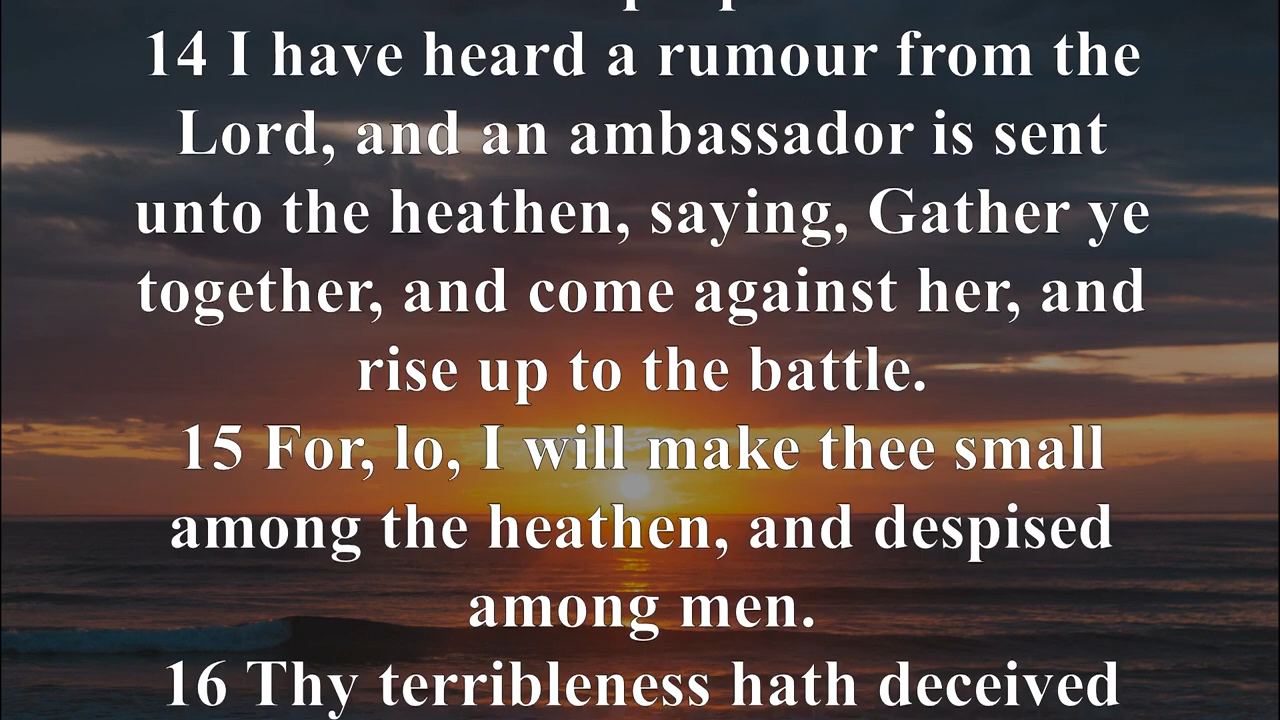 14 I have heard a rumour from the
Lord, and an ambassador is sent
unto the heathen, saying, Gather ye
together, and come against her, and
rise up to the battle.
15 For, lo, I will make thee small
among the heathen, and despised
among men.
16 Thy terribleness hath deceived